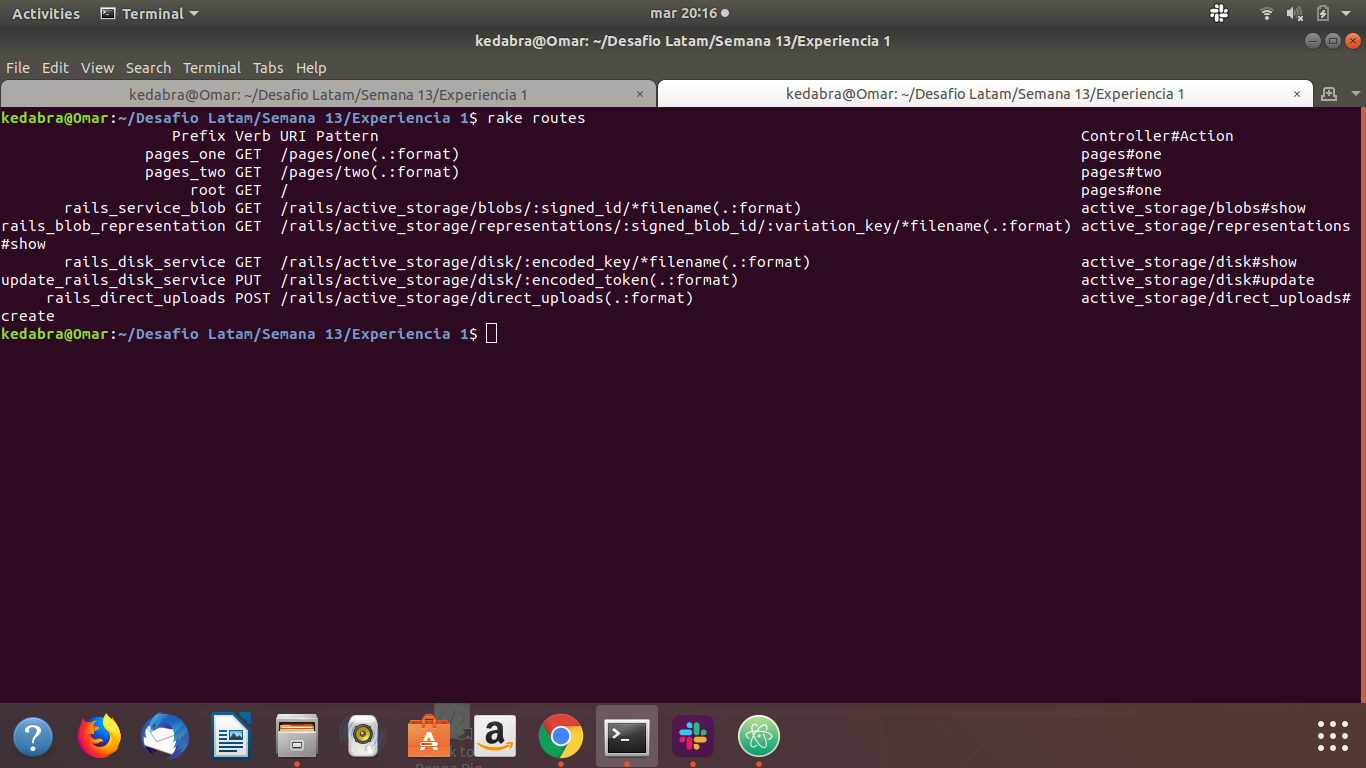 Activities Terminal mar 20:16
kedabra@Omar: ~/Desafio Latam/Semana 13/Experiencia 1
File Edit View Search Terminal Tabs Help
kedabra@Omar: ~/Desafio Latam/Semana 13/Experiencia 1 × kedabra@Omar: ~/Desafio Latam/Semana 13/Experiencia 1 ×
kedabra@Omar:~/Desafio Latam/Semana 13/Experiencia 1$ rake routes
Prefix Verb URI Pattern Controller#Action
pages_one GET /pages/one(.:format) pages#one
pages_two GET /pages/two(.:format) pages#two
root GET / pages#one
rails_service_blob GET /rails/active_storage/blobs/:signed_id/*filename(.:format) active_storage/blobs#show
rails_blob_representation GET /rails/active_storage/representations/:signed_blob_id/:variation_key/*filename(.:format) active_storage/representations
#show
rails_disk_service GET /rails/active_storage/disk/:encoded_key/*filename(.:format) active_storage/disk#show
update_rails_disk_service PUT /rails/active_storage/disk/:encoded_token(.:format) active_storage/disk#update
rails_direct_uploads POST /rails/active_storage/direct_uploads(.:format) active_storage/direct_uploads#
create
kedabra@Omar:~/Desafio Latam/Semana 13/Experiencia 1$